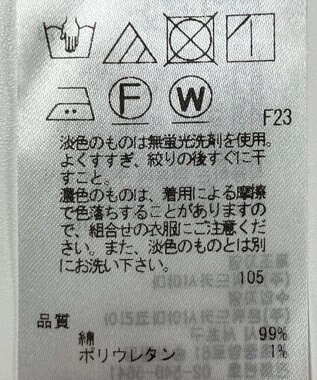 F W
F23
淡色のものは無蛍光洗剤を使用。
よくすすぎ、絞りの後すぐに干
すこと。
濃色のものは、着用による摩擦
で色落ちすることがありますの
で、組合せの衣服にご注意くだ
さい。また、淡色のものとは別
にお洗い下さい。
105
品質
綿 99%
ポリウレタン 1%